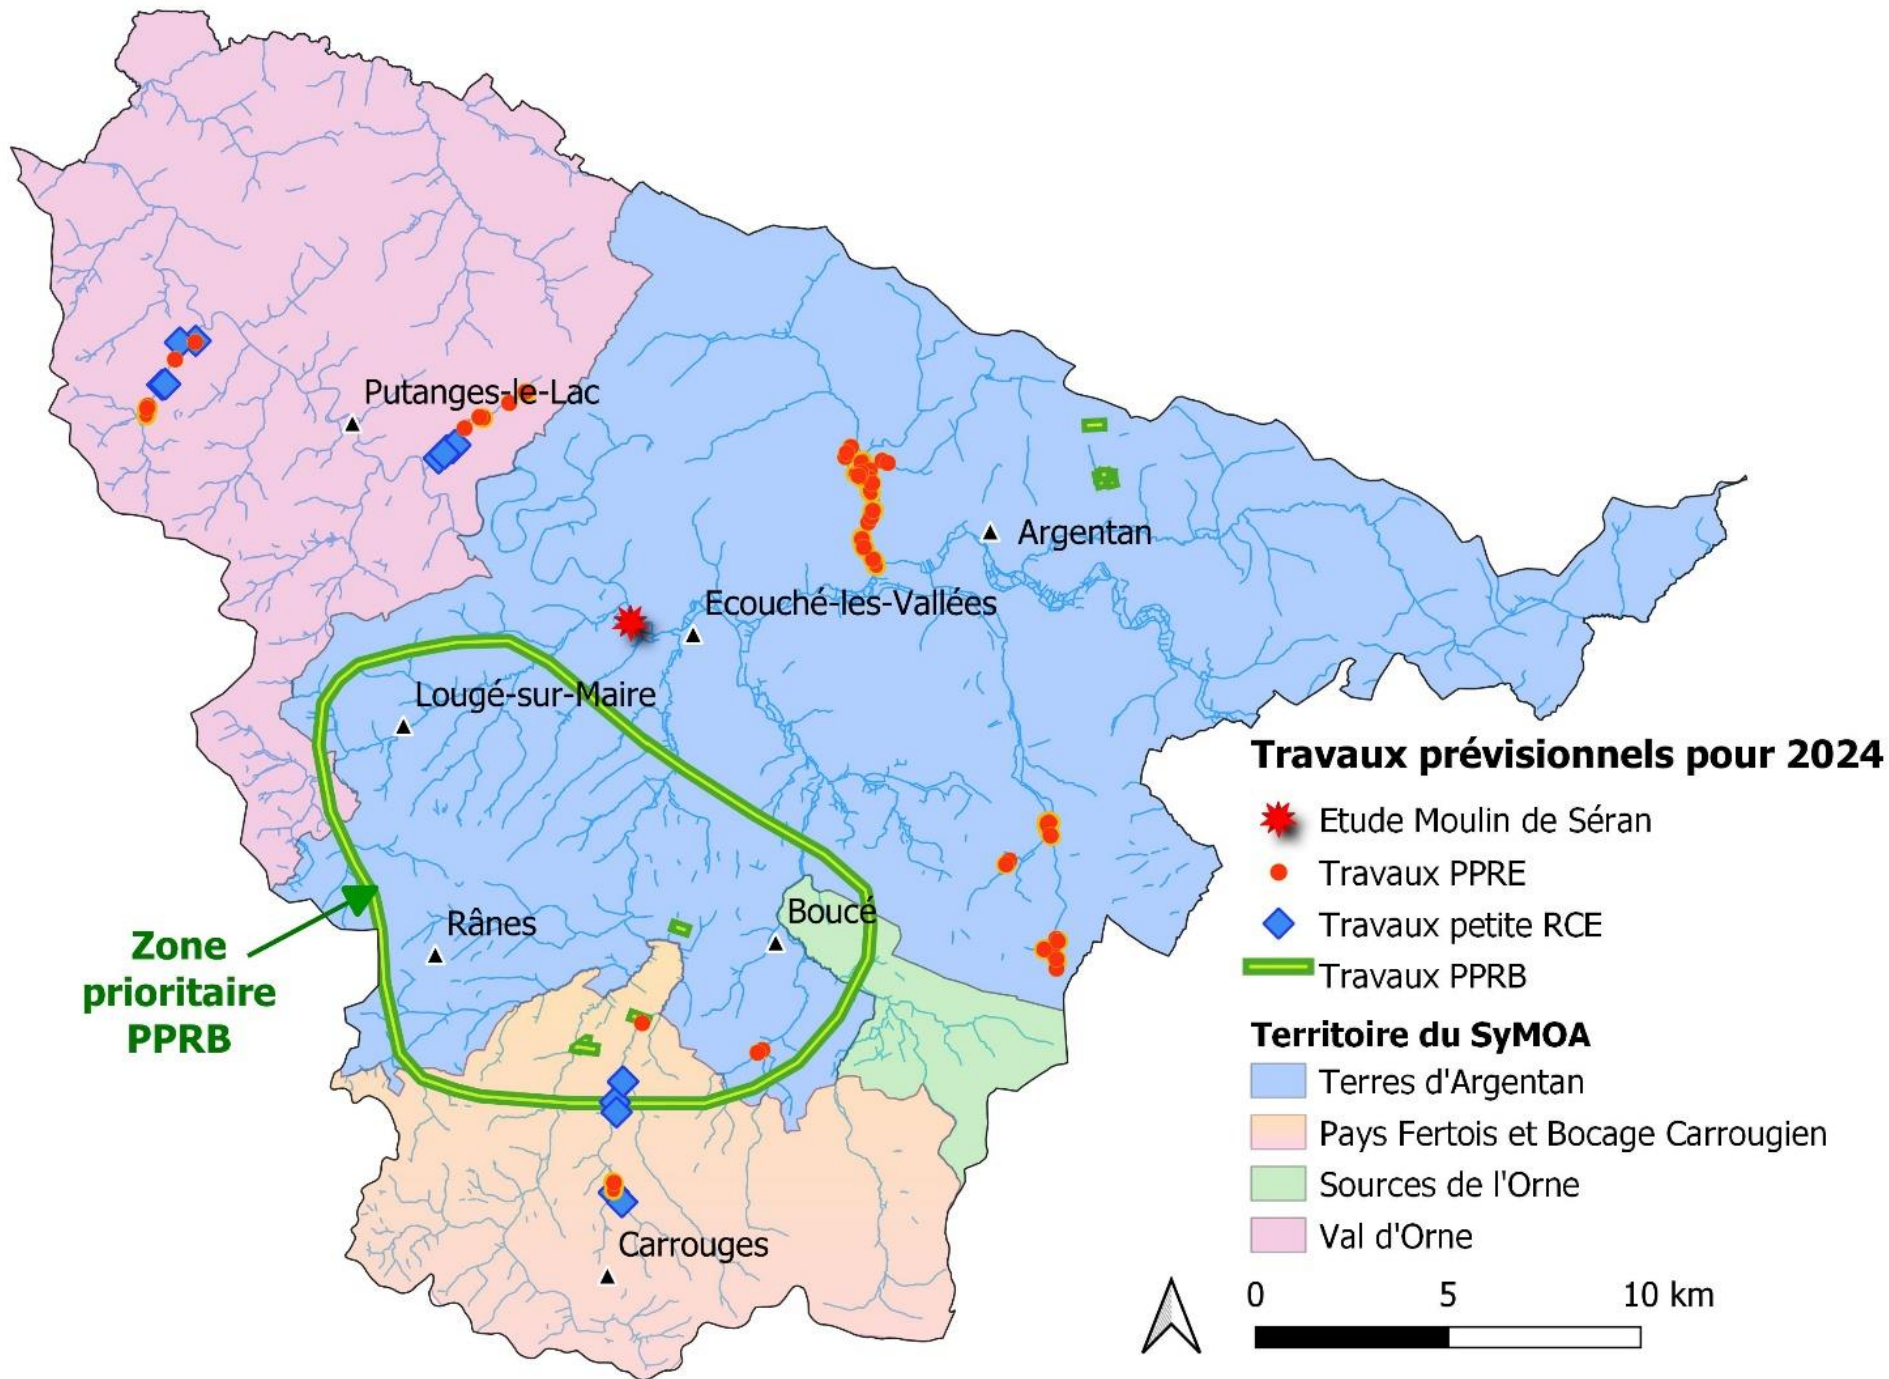 Putanges-le-Lac
Argentan
Ecouché-les-Vallées
Lougé-sur-Maire
Rânes
Boucé
Carrouges
Zone
prioritaire
PPRB
Travaux prévisionnels pour 2024
Etude Moulin de Séran
Travaux PPRE
Travaux petite RCE
Travaux PPRB
Territoire du SyMOA
Terres d'Argentan
Pays Fertois et Bocage Carrougien
Sources de l'Orne
Val d'Orne
0 5 10 km